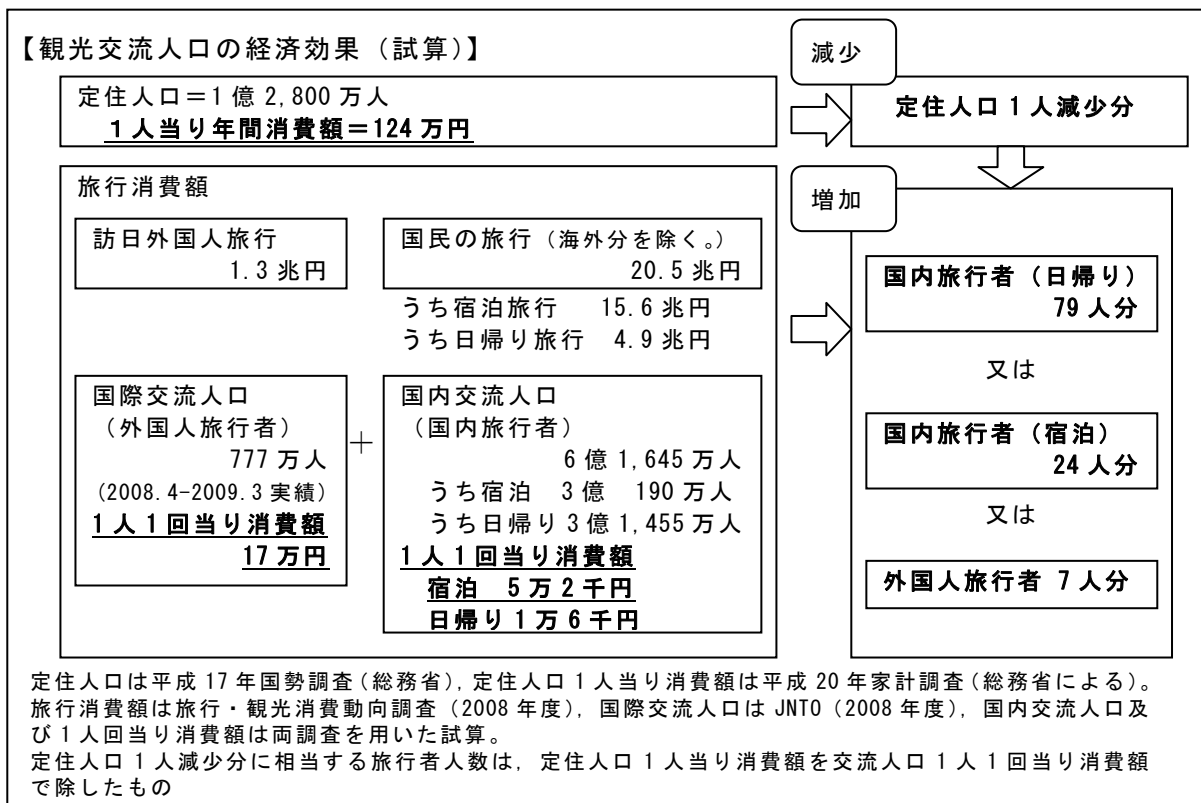 【観光交流人口の経済効果（試算）】
減少
定住人口＝1億2,800万人
1人当り年間消費額＝124万円
定住人口1人減少分
旅行消費額
訪日外国人旅行
1.3兆円
国民の旅行（海外分を除く。）
20.5兆円
うち宿泊旅行　15.6兆円
うち日帰り旅行　4.9兆円
国際交流人口
（外国人旅行者）
777万人
(2008.4-2009.3実績)
1人1回当り消費額
17万円
＋
国内交流人口
（国内旅行者）
6億1,645万人
うち宿泊　3億　190万人
うち日帰り3億1,455万人
1人1回当り消費額
宿泊　5万2千円
日帰り1万6千円
増加
国内旅行者（日帰り）
79人分
又は
国内旅行者（宿泊）
24人分
又は
外国人旅行者 7人分
定住人口は平成17年国勢調査(総務省),定住人口1人当り消費額は平成20年家計調査(総務省による)。
旅行消費額は旅行・観光消費動向調査（2008年度),国際交流人口はJNTO（2008年度),国内交流人口及
び1人回当り消費額は両調査を用いた試算。
定住人口1人減少分に相当する旅行者人数は,定住人口1人当り消費額を交流人口1人1回当り消費額
で除したもの